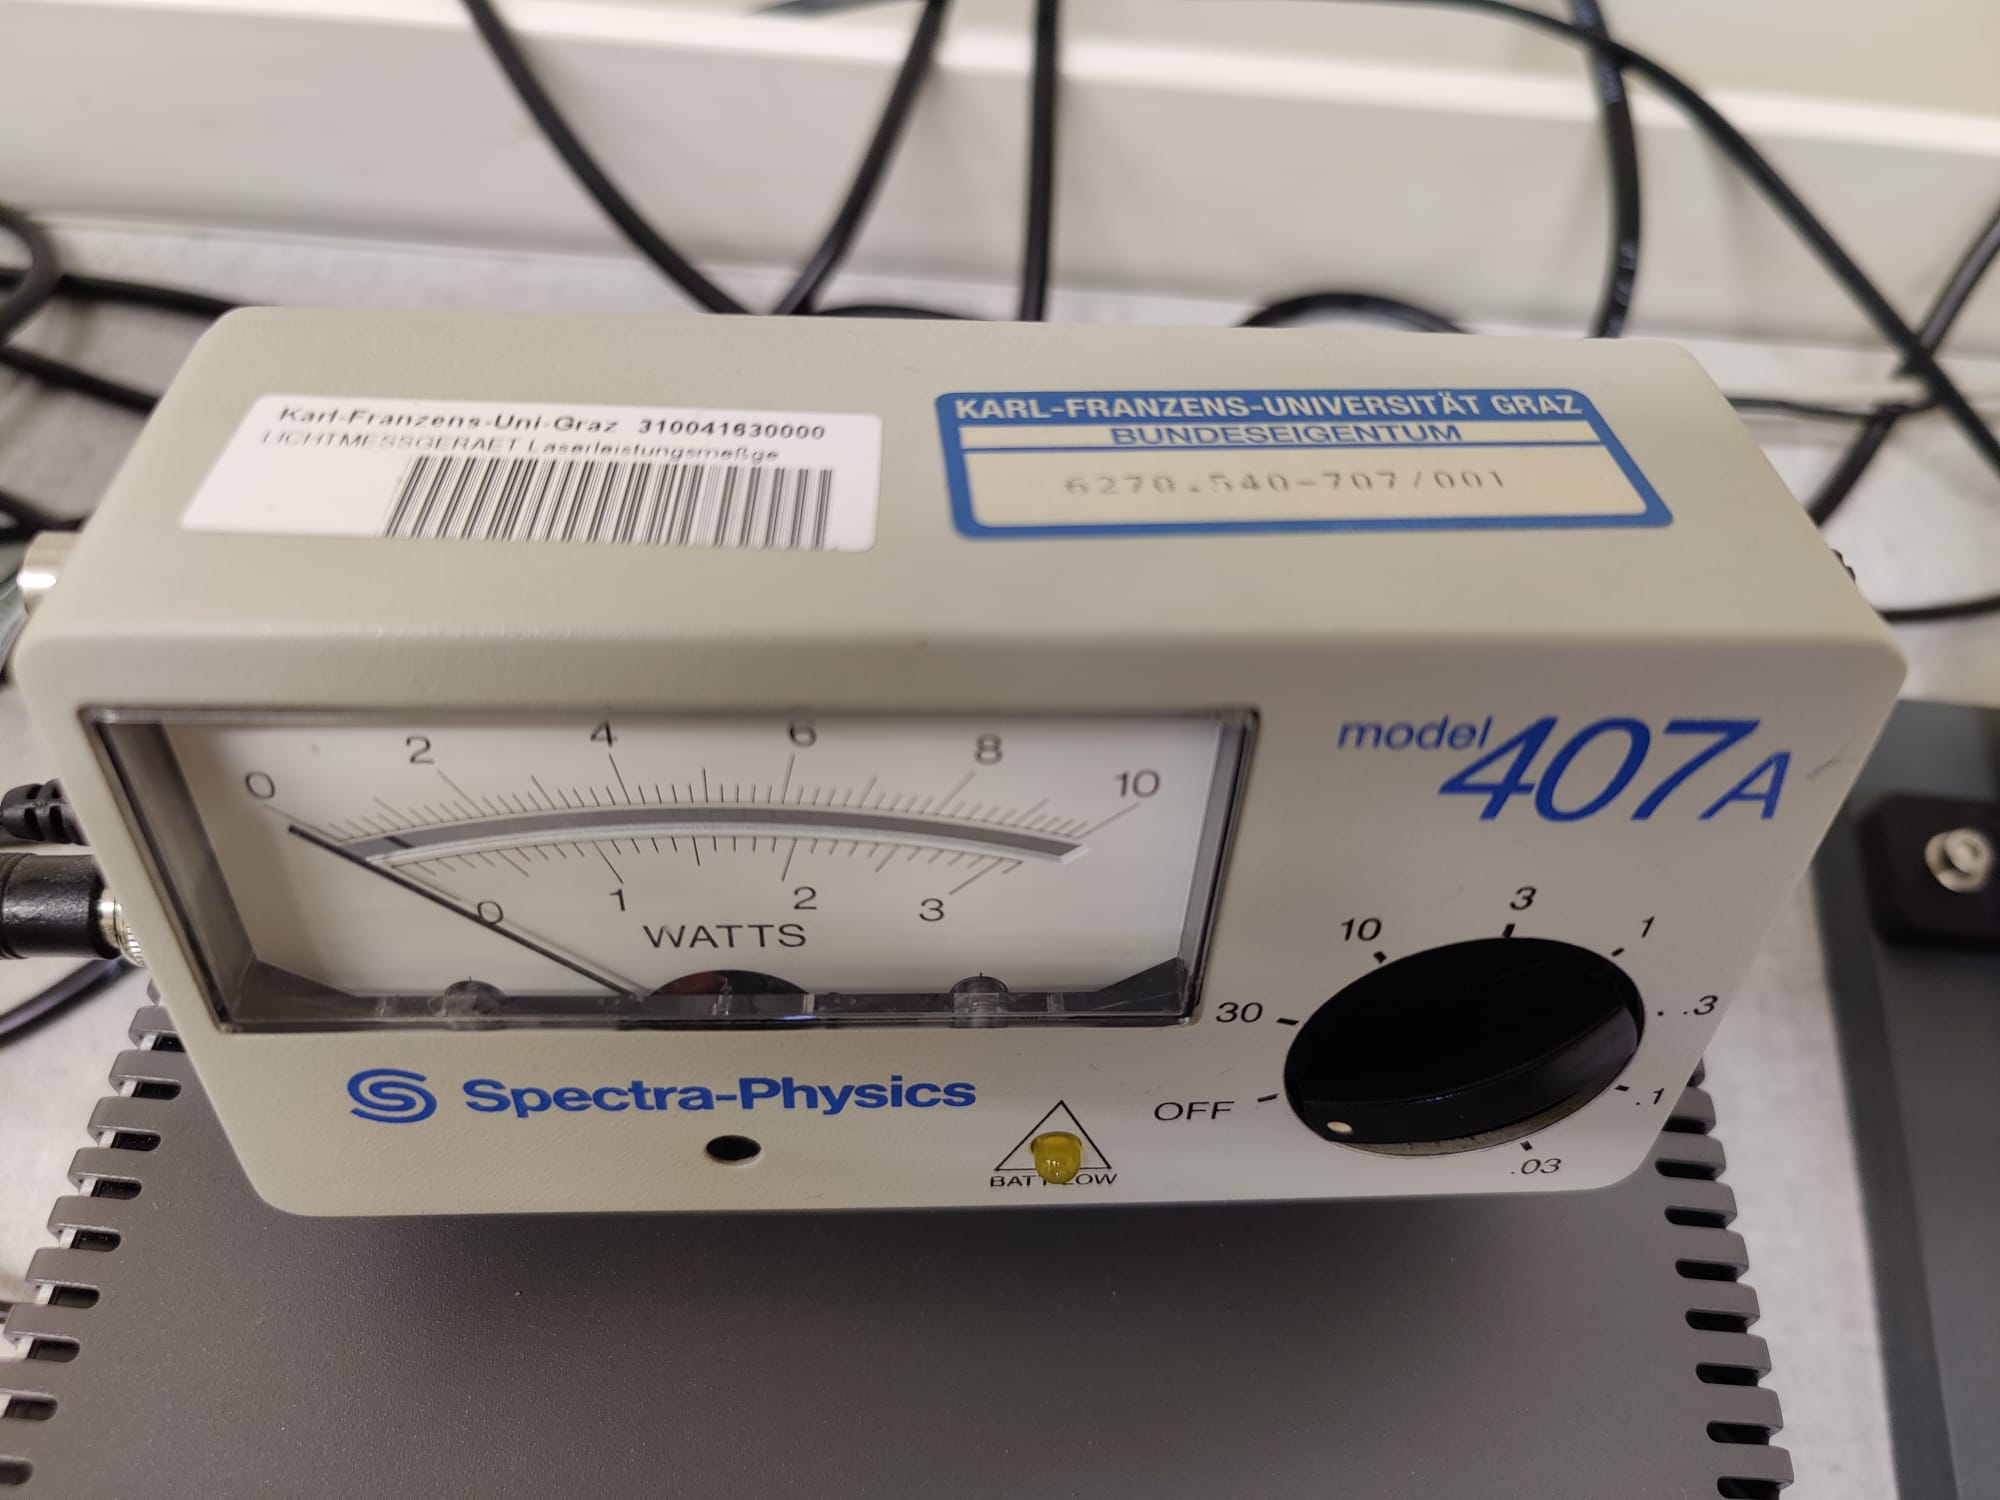 Karl-Franzens-Uni-Graz 310041630000
LICHTMESSGERAET Laserleistungsmeßge
KARL-FRANZENS-UNIVERSITÄT GRAZ
BUNDESEIGENTUM
6270.540-707/001
0 2 4 6 8 10
0 1 2 3
WATTS
model 407A
OFF 30 10 3 1 .3 .1 .03
Spectra-Physics
BATT LOW